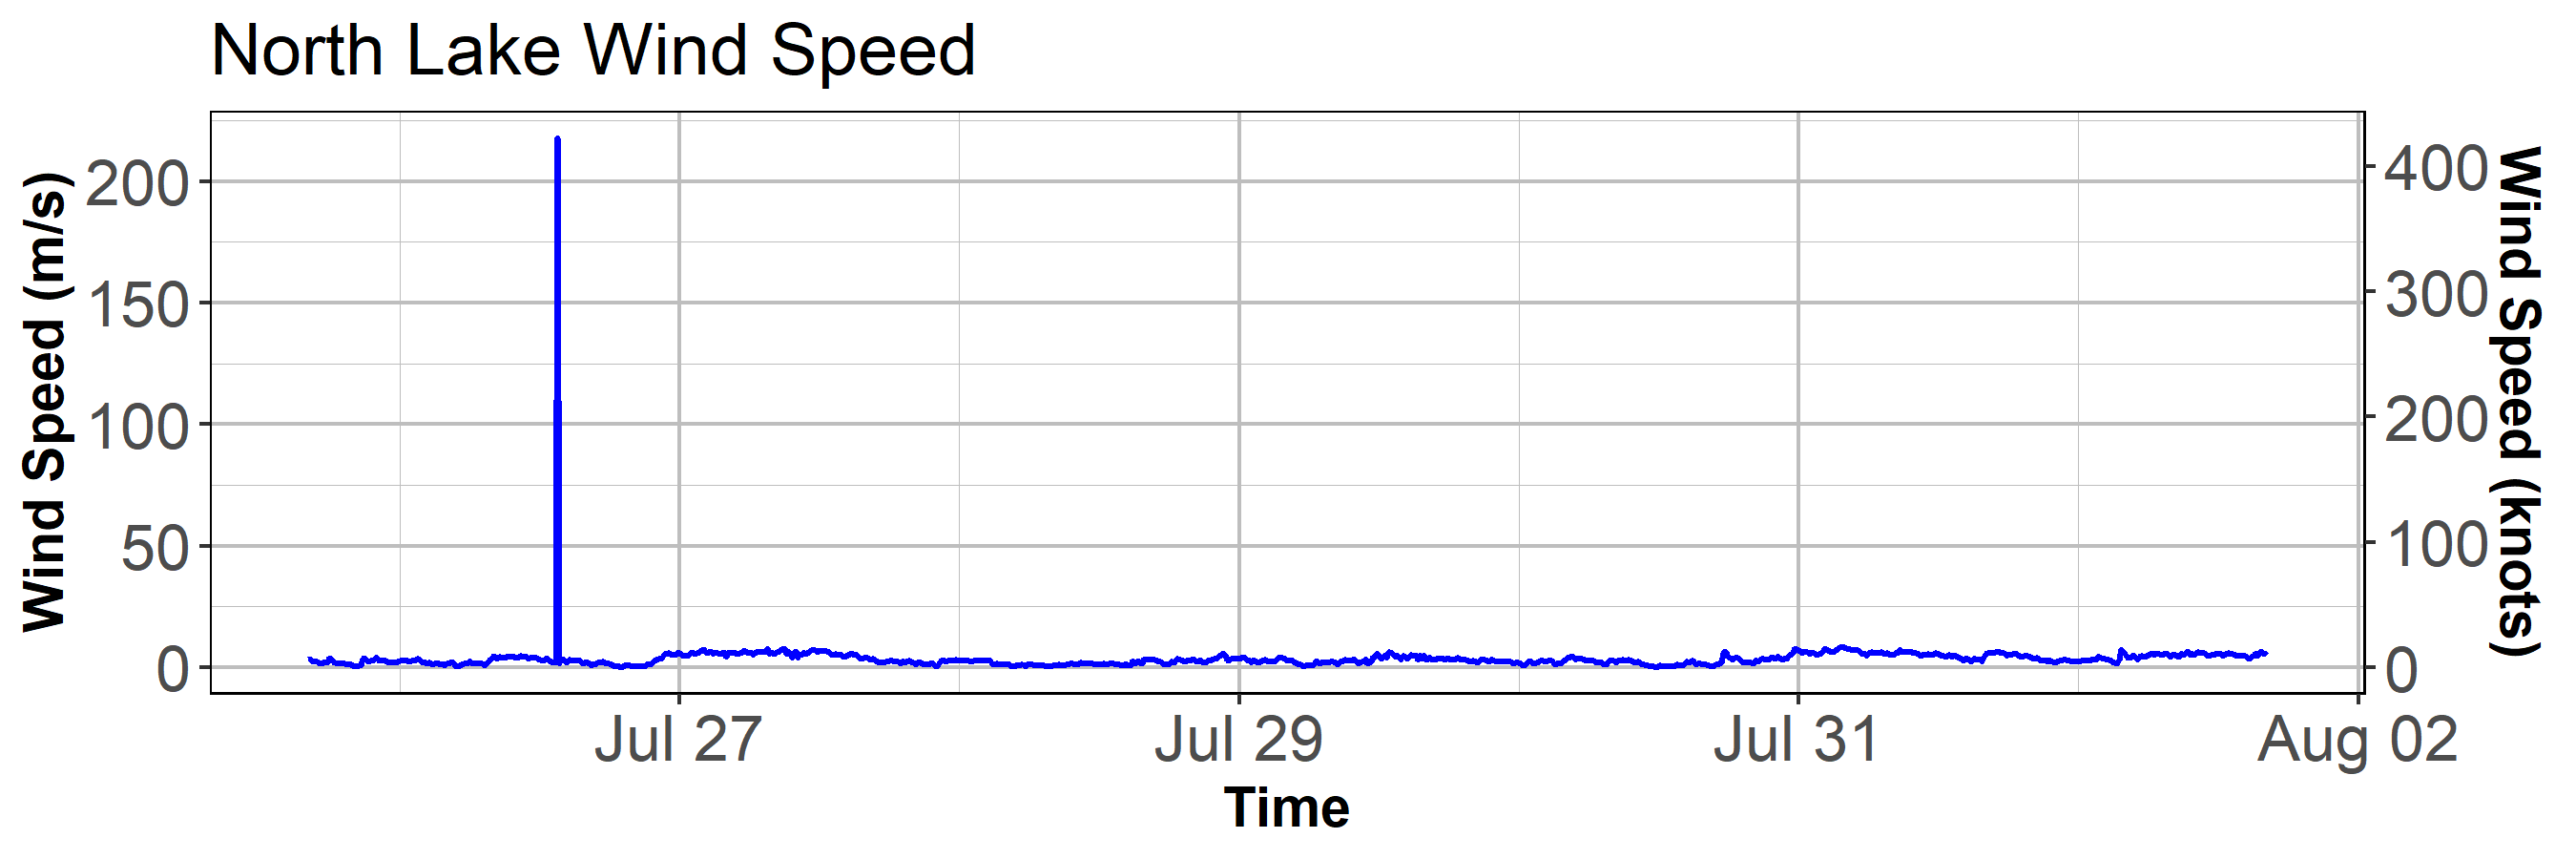 North Lake Wind Speed
Wind Speed (m/s)
200
150
100
50
0
400
300
200
100
0
Wind Speed (knots)
Jul 27
Jul 29
Jul 31
Aug 02
Time